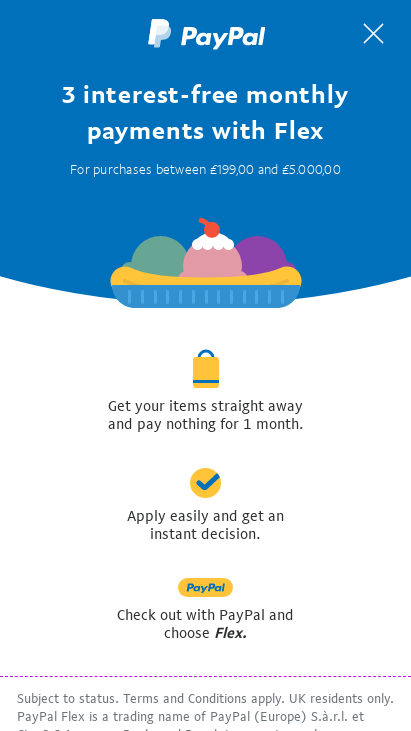 PayPal
3 interest-free monthly
payments with Flex
For purchases between £199,00 and £5.000,00
Get your items straight away
and pay nothing for 1 month.
Apply easily and get an
instant decision.
PayPal
Check out with PayPal and
choose Flex.
Subject to status. Terms and Conditions apply. UK residents only.
PayPal Flex is a trading name of PayPal (Europe) S.à.r.l. et